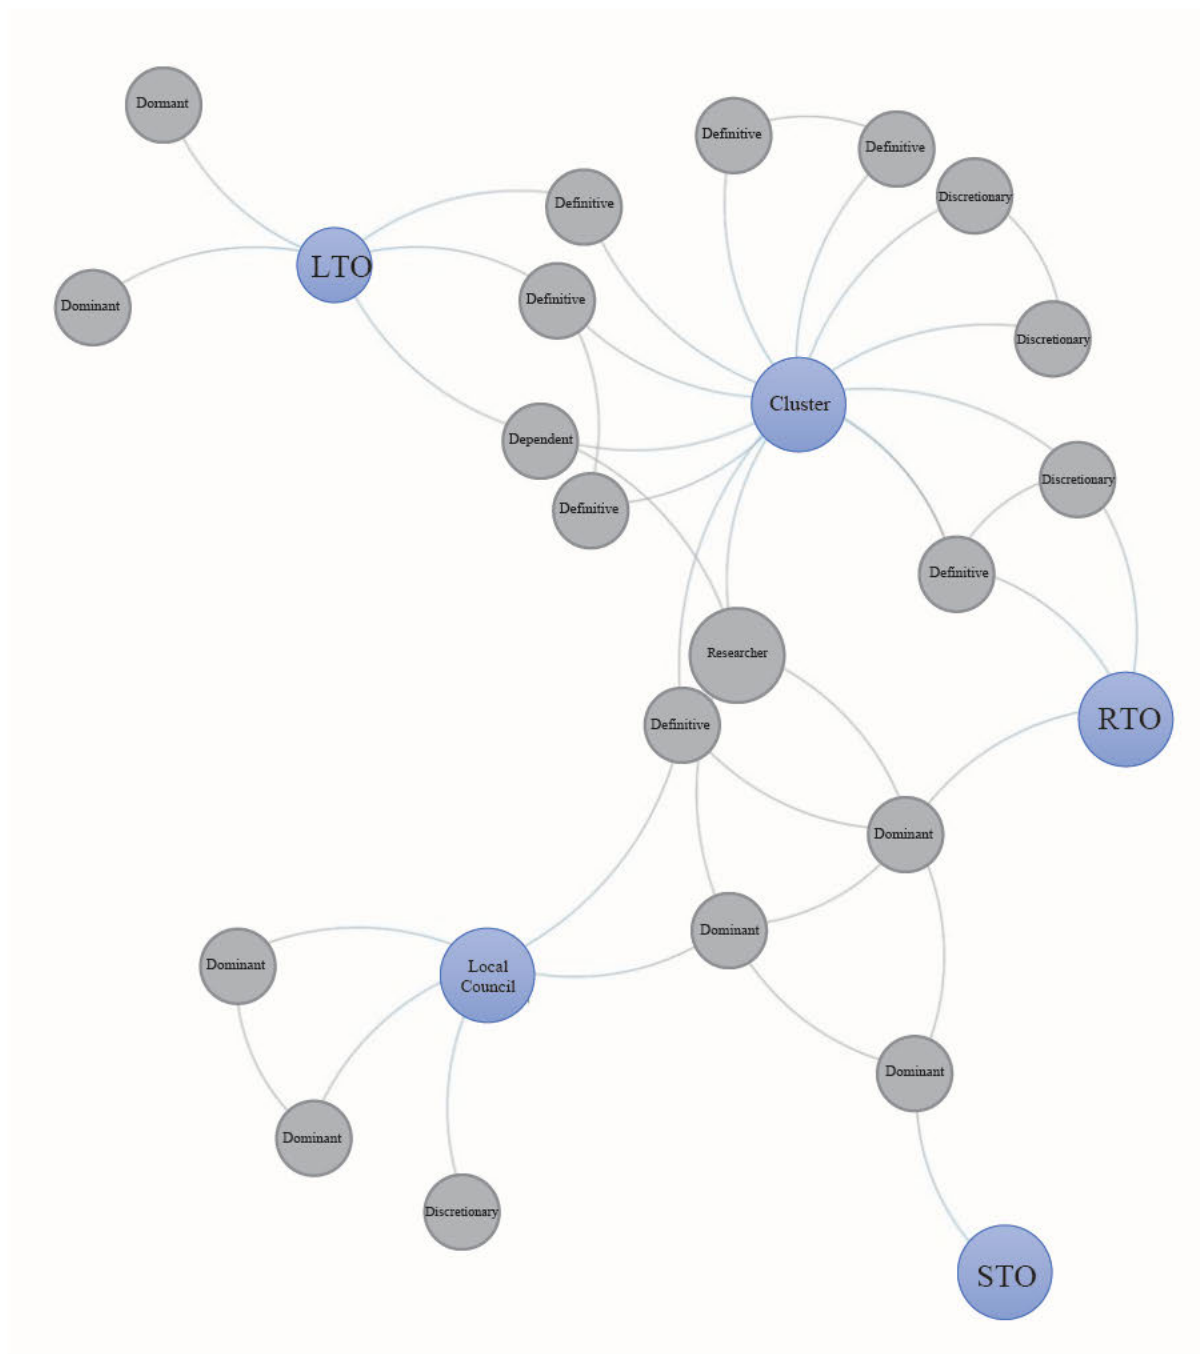 Dormant
Definitive
Definitive
Discretionary
Definitive
LTO
Definitive
Dominant
Discretionary
Cluster
Dependent
Discretionary
Definitive
Definitive
Researcher
RTO
Definitive
Dominant
Dominant
Dominant
Local
Council
Dominant
Dominant
Discretionary
STO